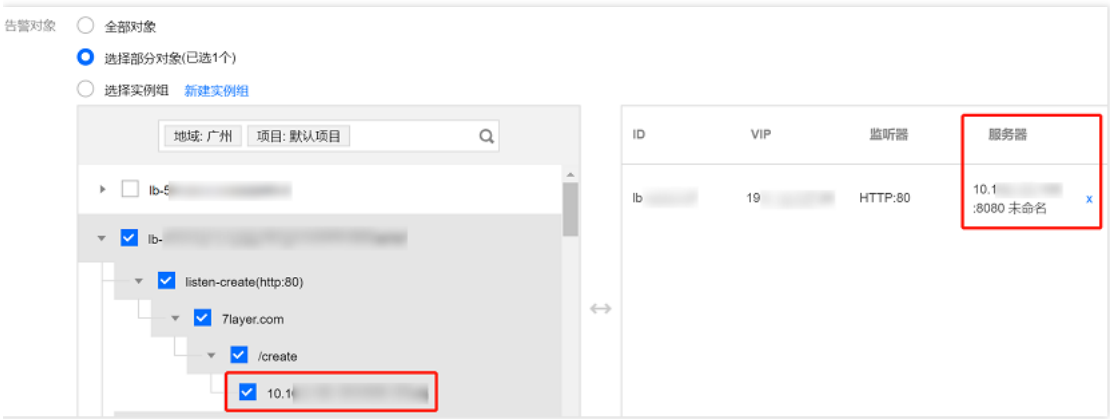 告警对象 全部对象
选择部分对象(已选1个)
选择实例组 新建实例组
地域: 广州 项目: 默认项目
lb-5
lb-
listen-create(http:80)
7layer.com
/create
10.1
ID VIP 监听器 服务器
lb 19 HTTP:80 10.1
:8080 未命名 x